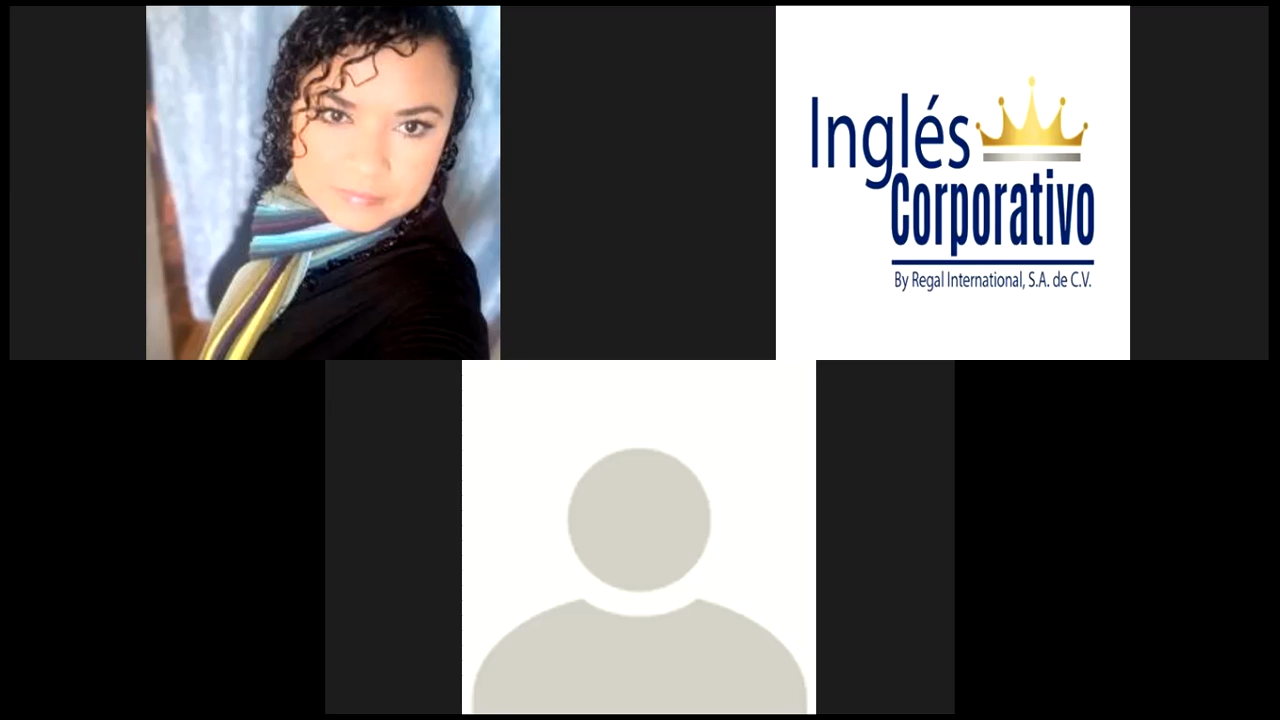 Inglés
Corporativo
By Regal International, S.A. de C.V.